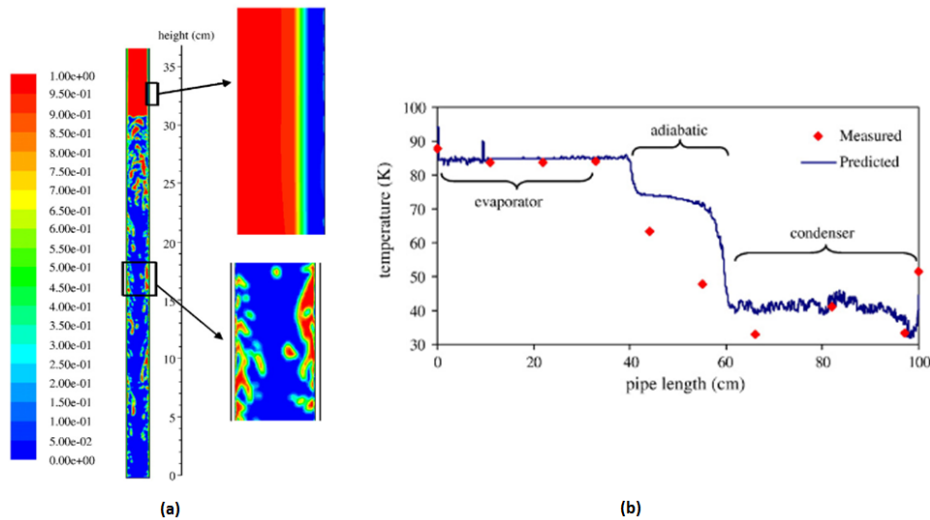 height (cm)
35
30
25
20
15
10
5
0
1.00e+00
9.50e-01
9.00e-01
8.50e-01
8.00e-01
7.50e-01
7.00e-01
6.50e-01
6.00e-01
5.50e-01
5.00e-01
4.50e-01
4.00e-01
3.50e-01
3.00e-01
2.50e-01
2.00e-01
1.50e-01
1.00e-01
5.00e-02
0.00e+00
(a)
temperature (K)
100
90
80
70
60
50
40
30
adiabatic
Measured
Predicted
evaporator
condenser
0
20
40
60
80
100
pipe length (cm)
(b)